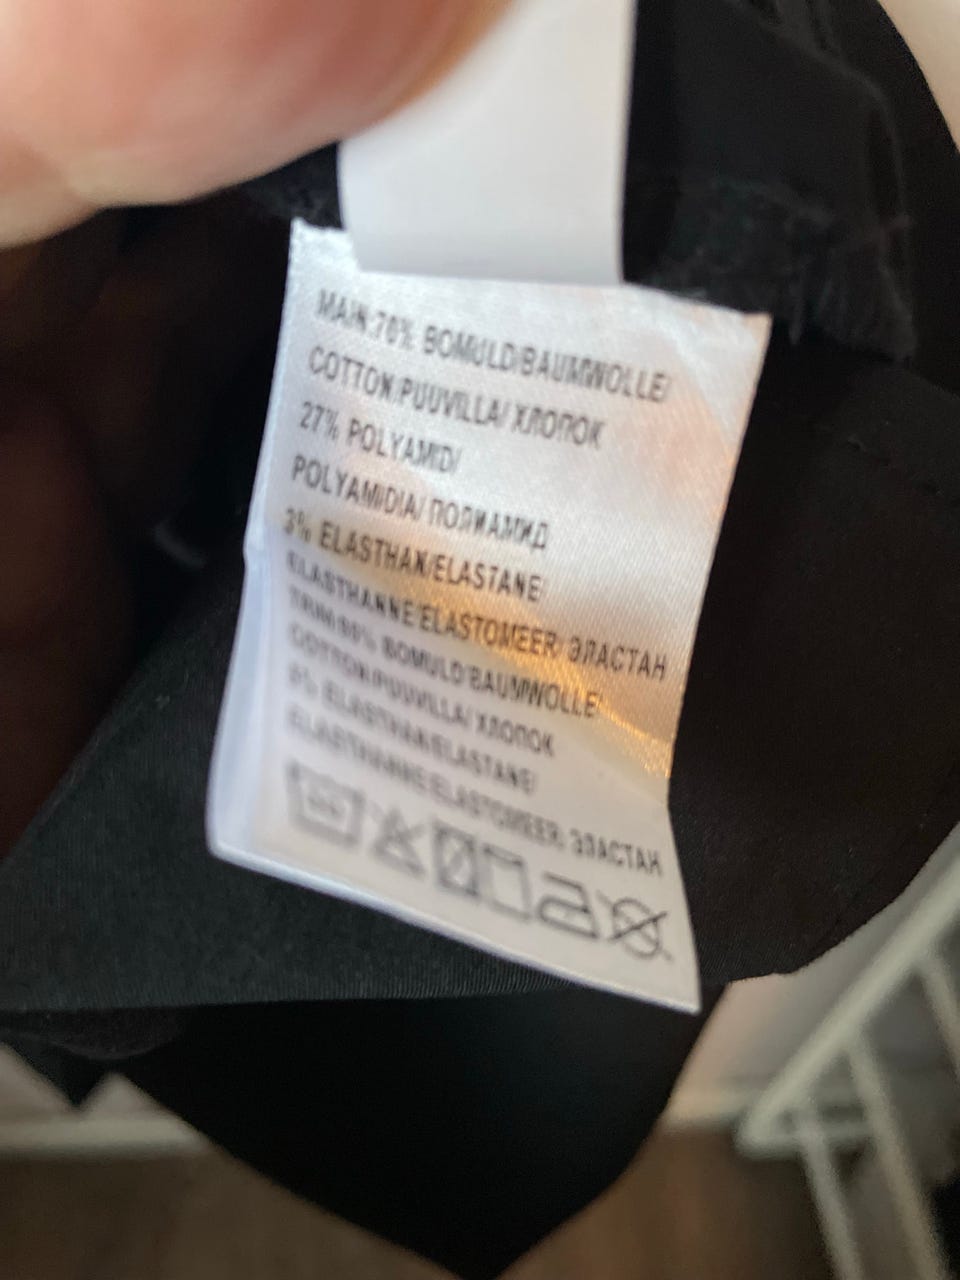 MAIN:70% BOMULD/BAUMWOLLE/
COTTON/PUUVILLA/ ХЛОПОК
27% POLYAMID/
POLYAMIDIA/ ПОЛИАМИД
3% ELASTHAN/ELASTANE/
ELASTHANNE/ELASTOMEER/ ЭЛАСТАН
BOMULD/BAUMWOLLE/
COTTON/PUUVILLA/ ХЛОПОК
ELASTHAN/ELASTANE/
ELASTHANNE/ELASTOMEER/ ЭЛАСТАН